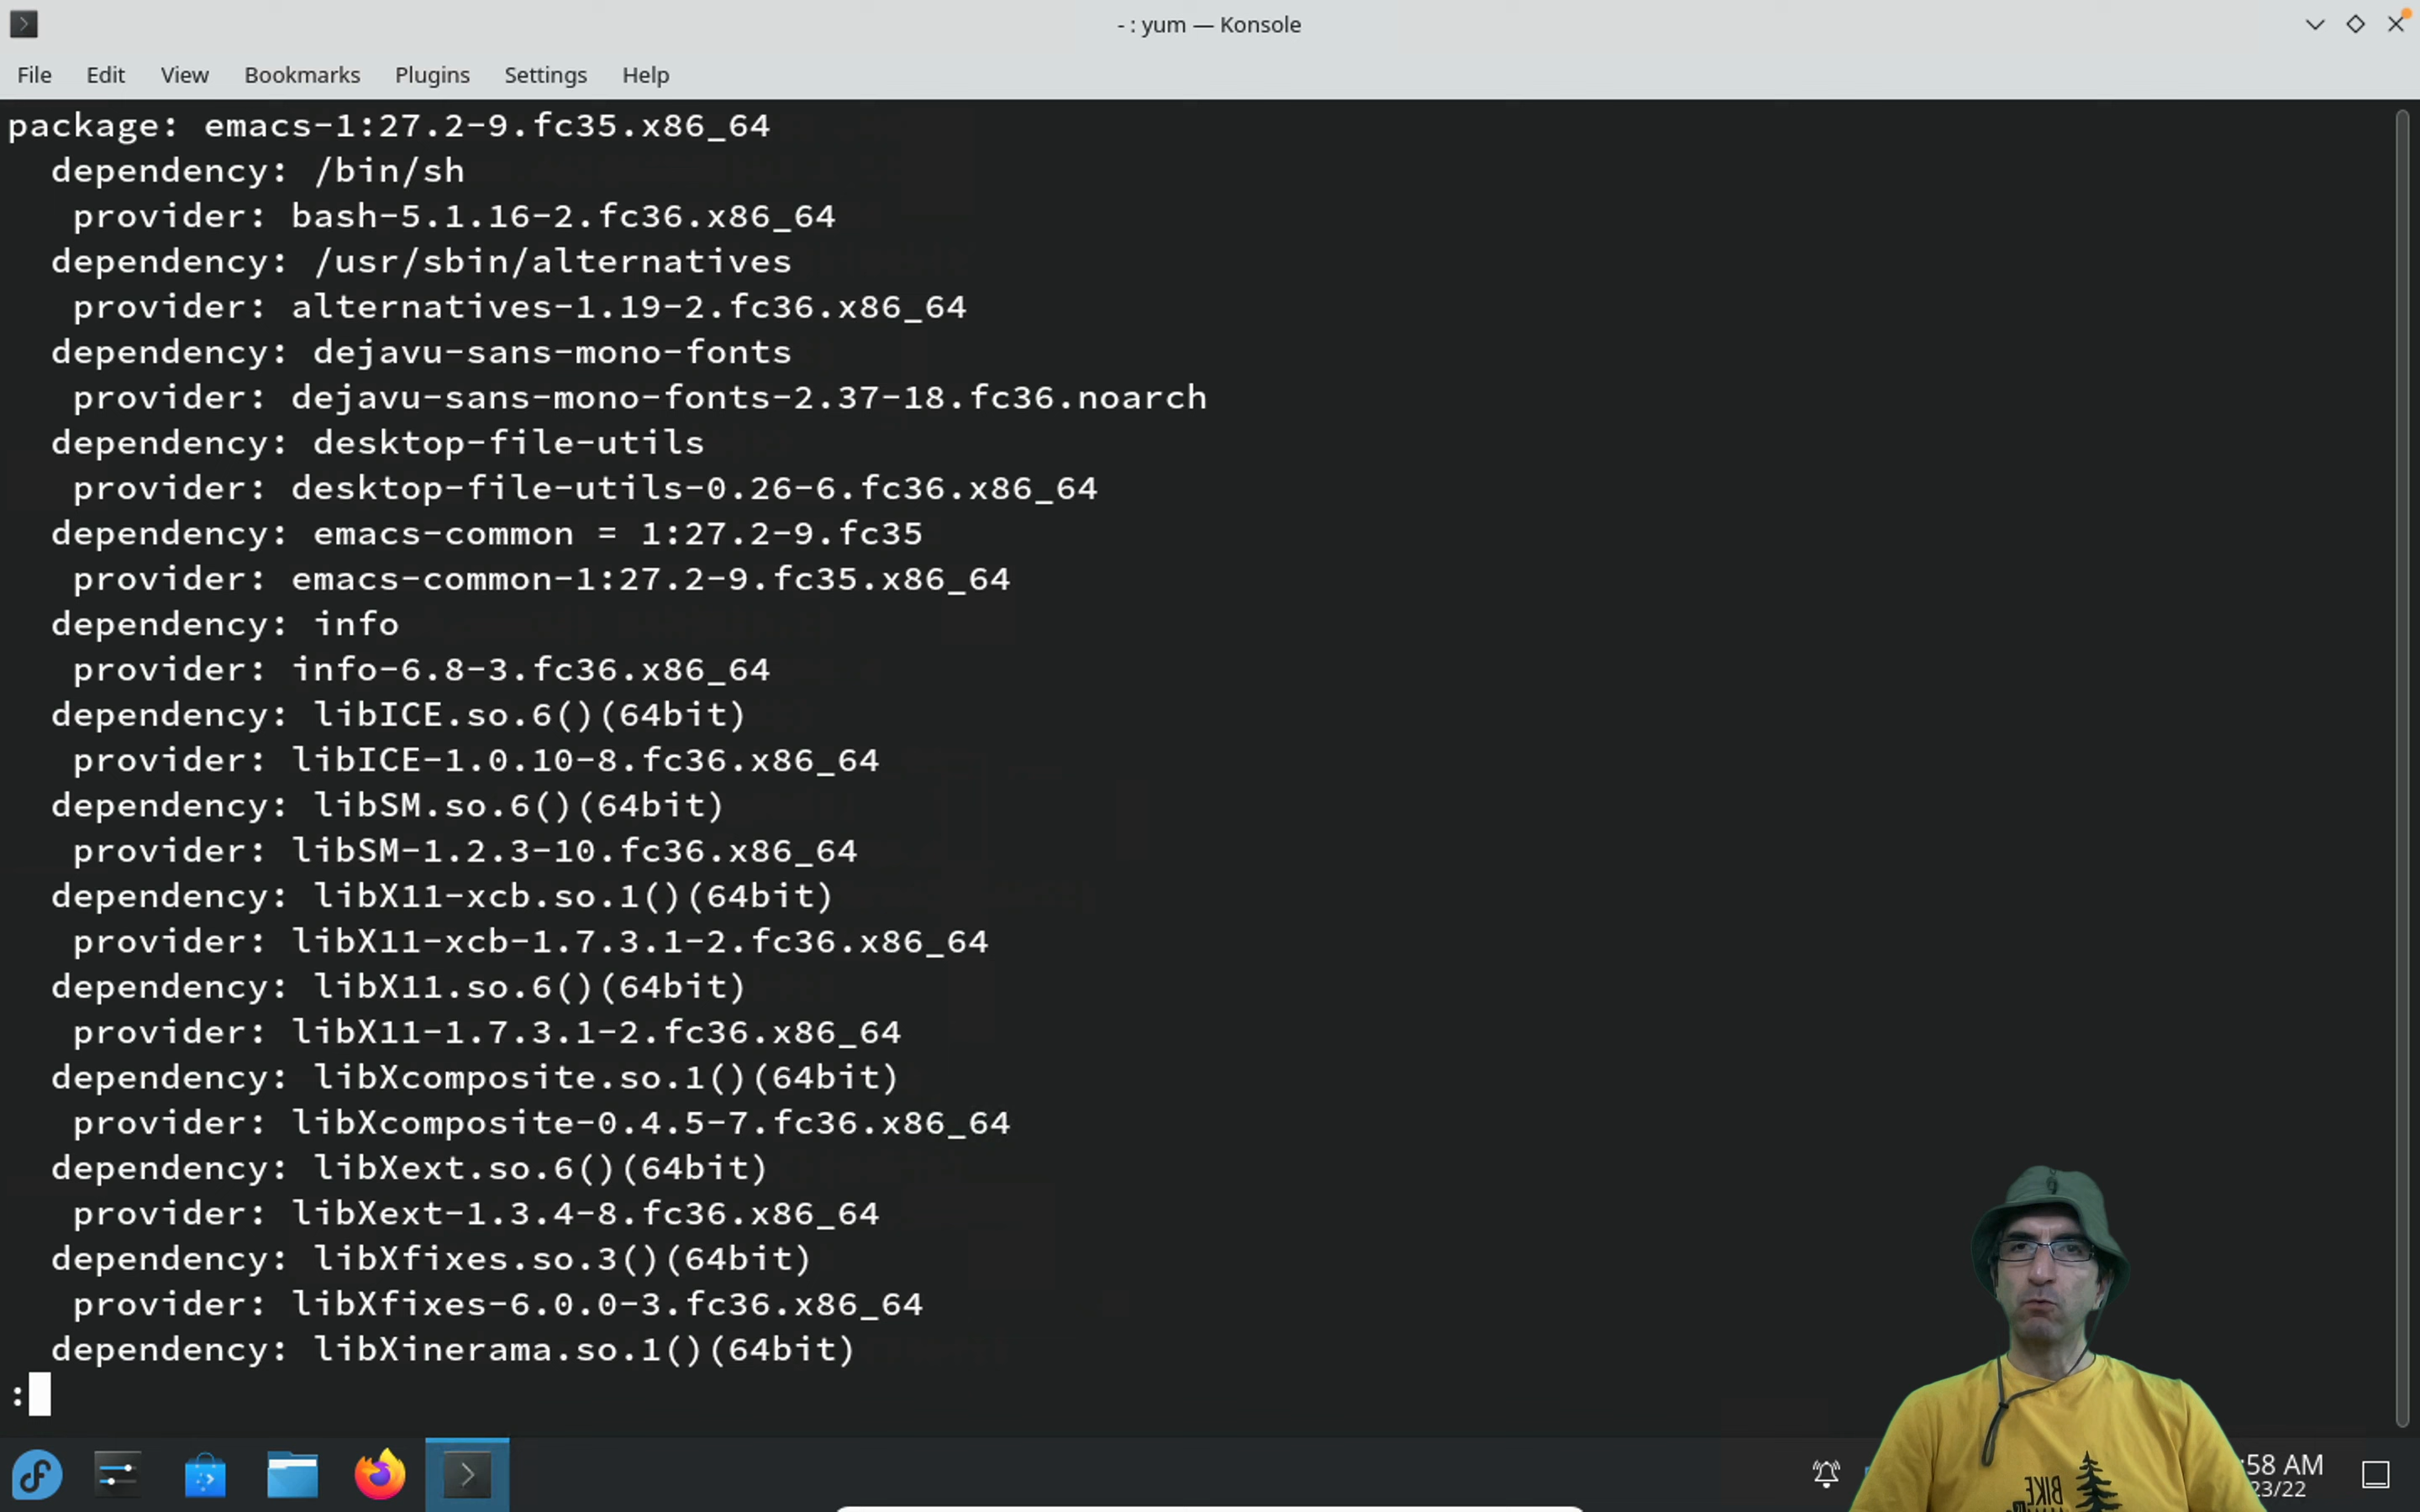 - : yum — Konsole
File Edit View Bookmarks Plugins Settings Help
package: emacs-1:27.2-9.fc35.x86_64
dependency: /bin/sh
provider: bash-5.1.16-2.fc36.x86_64
dependency: /usr/sbin/alternatives
provider: alternatives-1.19-2.fc36.x86_64
dependency: dejavu-sans-mono-fonts
provider: dejavu-sans-mono-fonts-2.37-18.fc36.noarch
dependency: desktop-file-utils
provider: desktop-file-utils-0.26-6.fc36.x86_64
dependency: emacs-common = 1:27.2-9.fc35
provider: emacs-common-1:27.2-9.fc35.x86_64
dependency: info
provider: info-6.8-3.fc36.x86_64
dependency: libICE.so.6()(64bit)
provider: libICE-1.0.10-8.fc36.x86_64
dependency: libSM.so.6()(64bit)
provider: libSM-1.2.3-10.fc36.x86_64
dependency: libX11-xcb.so.1()(64bit)
provider: libX11-xcb-1.7.3.1-2.fc36.x86_64
dependency: libX11.so.6()(64bit)
provider: libX11-1.7.3.1-2.fc36.x86_64
dependency: libXcomposite.so.1()(64bit)
provider: libXcomposite-0.4.5-7.fc36.x86_64
dependency: libXext.so.6()(64bit)
provider: libXext-1.3.4-8.fc36.x86_64
dependency: libXfixes.so.3()(64bit)
provider: libXfixes-6.0.0-3.fc36.x86_64
dependency: libXinerama.so.1()(64bit)
:
:58 AM
23/22
BIKE